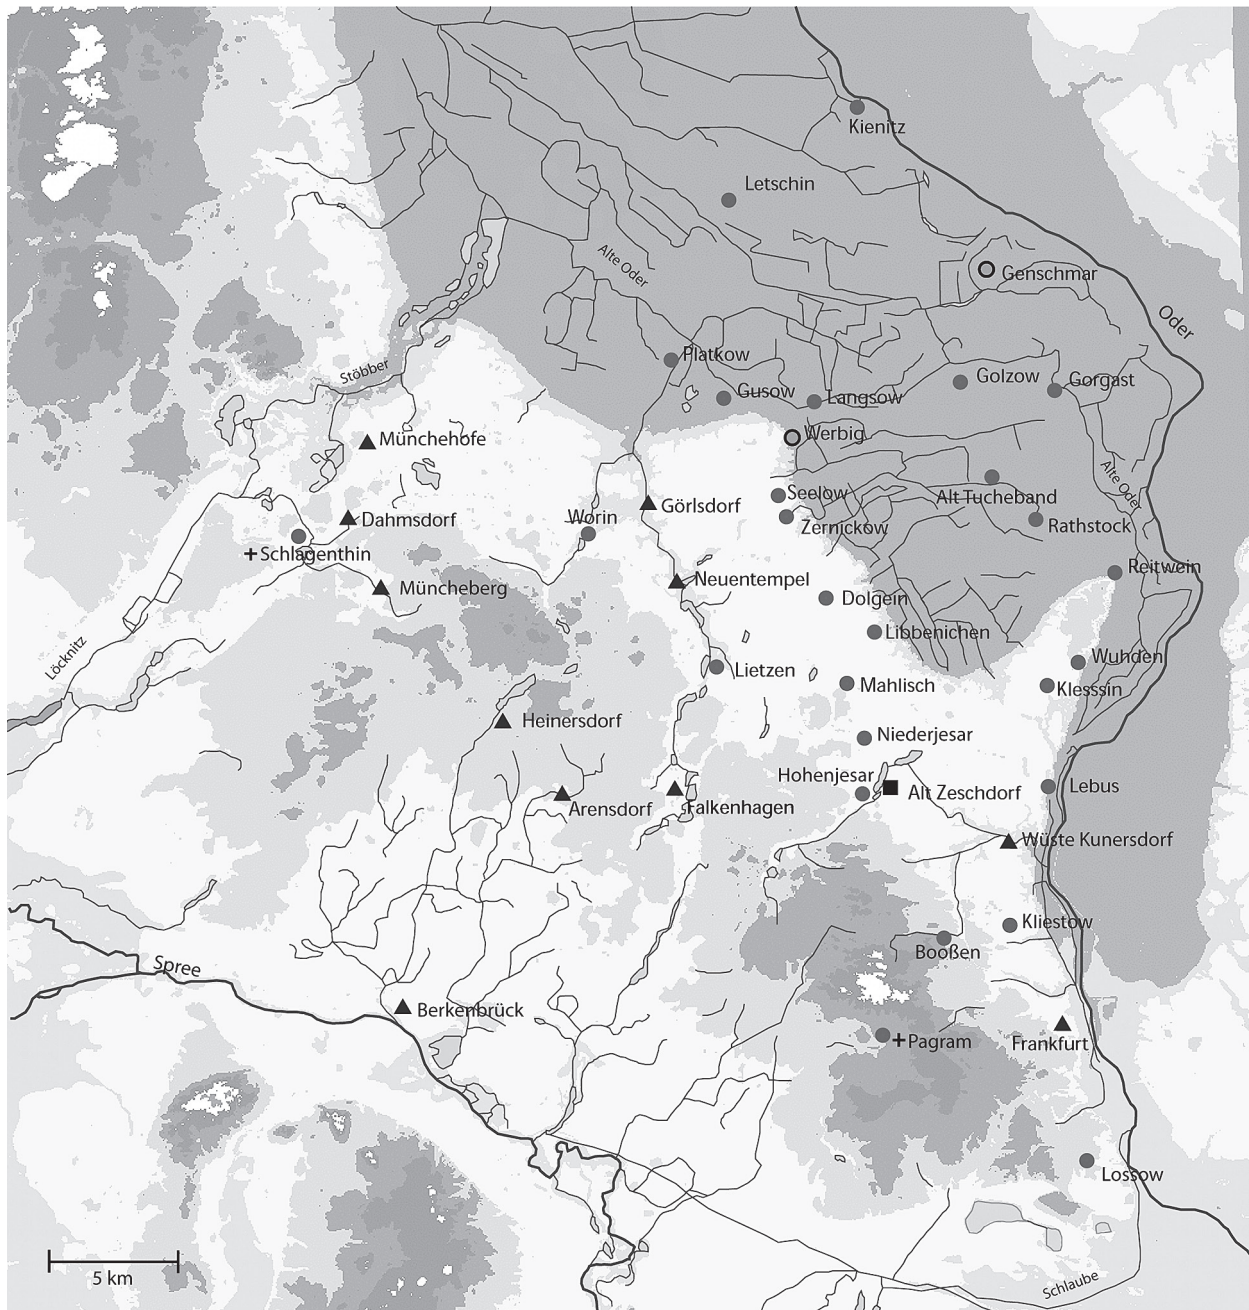 Kienitz
Letschin
Alte Oder
Genschmar
Oder
Platkow
Stöbber
Golzow
Gorgast
Gusow
Langsow
Werbig
Münchehofe
Alte Oder
Seelow
Alt Tucheband
Görlsdorf
Dahmsdorf
Worin
Zernickow
Rathstock
+ Schlagenthin
Reitwein
Neuentempel
Müncheberg
Dolgein
Libbenichen
Löcknitz
Wuhden
Lietzen
Mahlisch
Klesssin
Heinersdorf
Niederjesar
Hohenjesar
Lebus
Alt Zeschdorf
Arensdorf
Falkenhagen
Wüste Kunersdorf
Kliestow
Booßen
Spree
Berkenbrück
+ Pagram
Frankfurt
Lossow
5 km
Schlaube